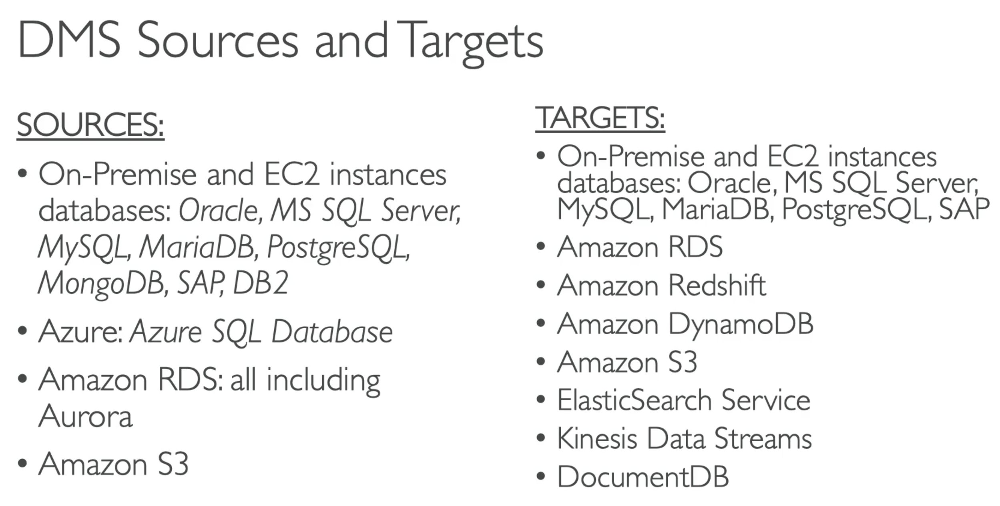 DMS Sources and Targets
SOURCES:
• On-Premise and EC2 instances
databases: Oracle, MS SQL Server,
MySQL, MariaDB, PostgreSQL,
MongoDB, SAP, DB2
• Azure: Azure SQL Database
• Amazon RDS: all including
Aurora
• Amazon S3
TARGETS:
• On-Premise and EC2 instances
databases: Oracle, MS SQL Server,
MySQL, MariaDB, PostgreSQL, SAP
• Amazon RDS
• Amazon Redshift
• Amazon DynamoDB
• Amazon S3
• ElasticSearch Service
• Kinesis Data Streams
• DocumentDB